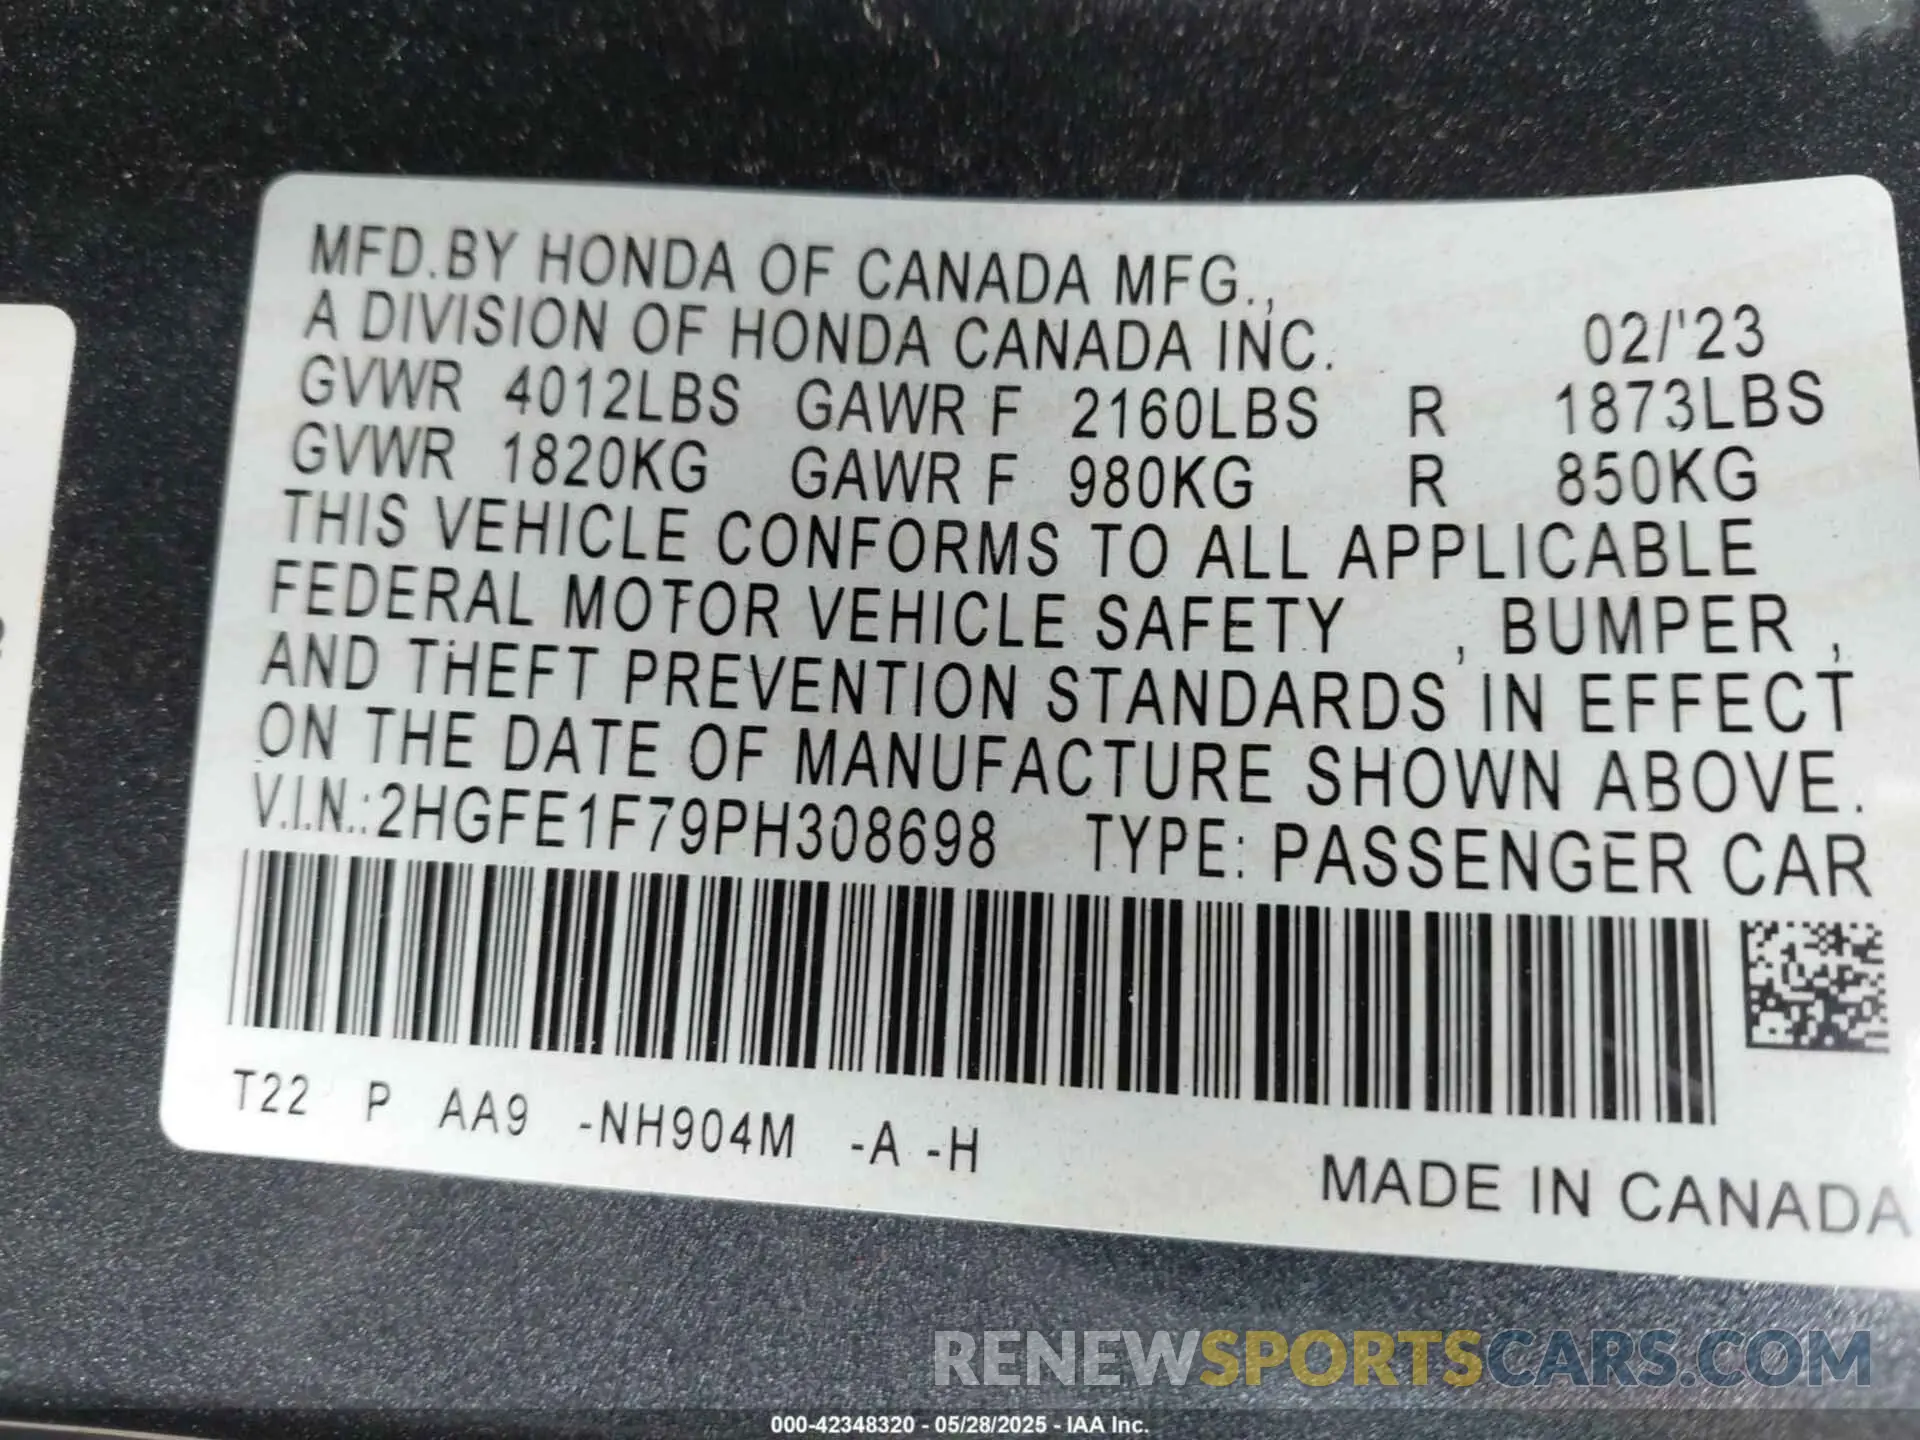 MFD.BY HONDA OF CANADA MFG.,
A DIVISION OF HONDA CANADA INC. 02/'23
GVWR 4012LBS GAWR F 2160LBS R 1873LBS
GVWR 1820KG GAWR F 980KG R 850KG
THIS VEHICLE CONFORMS TO ALL APPLICABLE
FEDERAL MOTOR VEHICLE SAFETY , BUMPER ,
AND THEFT PREVENTION STANDARDS IN EFFECT
ON THE DATE OF MANUFACTURE SHOWN ABOVE.
V.I.N.:2HGFE1F79PH308698 TYPE: PASSENGER CAR
T22 P AA9 -NH904M -A -H
MADE IN CANADA
RENEWSPORTSCARS.COM
000-42348320 - 05/28/2025 - IAA Inc.